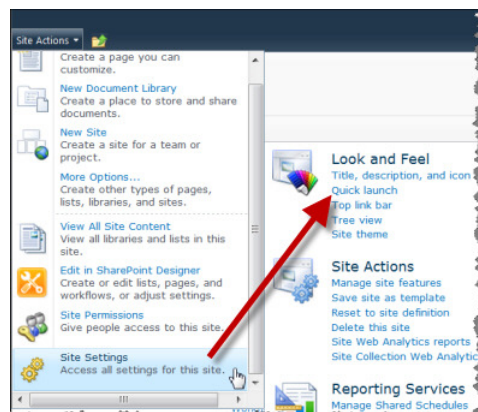 Site Actions
Create a page you can
customize.
New Document Library
Create a place to store and share
documents.
New Site
Create a site for a team or
project.
More Options...
Create other types of pages,
lists, libraries, and sites.
View All Site Content
View all libraries and lists in this
site.
Edit in SharePoint Designer
Create or edit lists, pages, and
workflows, or adjust settings.
Site Permissions
Give people access to this site.
Site Settings
Access all settings for this site.
Look and Feel
Title, description, and icon
Quick launch
Top link bar
Tree view
Site theme
Site Actions
Manage site features
Save site as template
Reset to site definition
Delete this site
Site Web Analytics reports
Site Collection Web Analytic
Reporting Services
Manage Shared Schedules